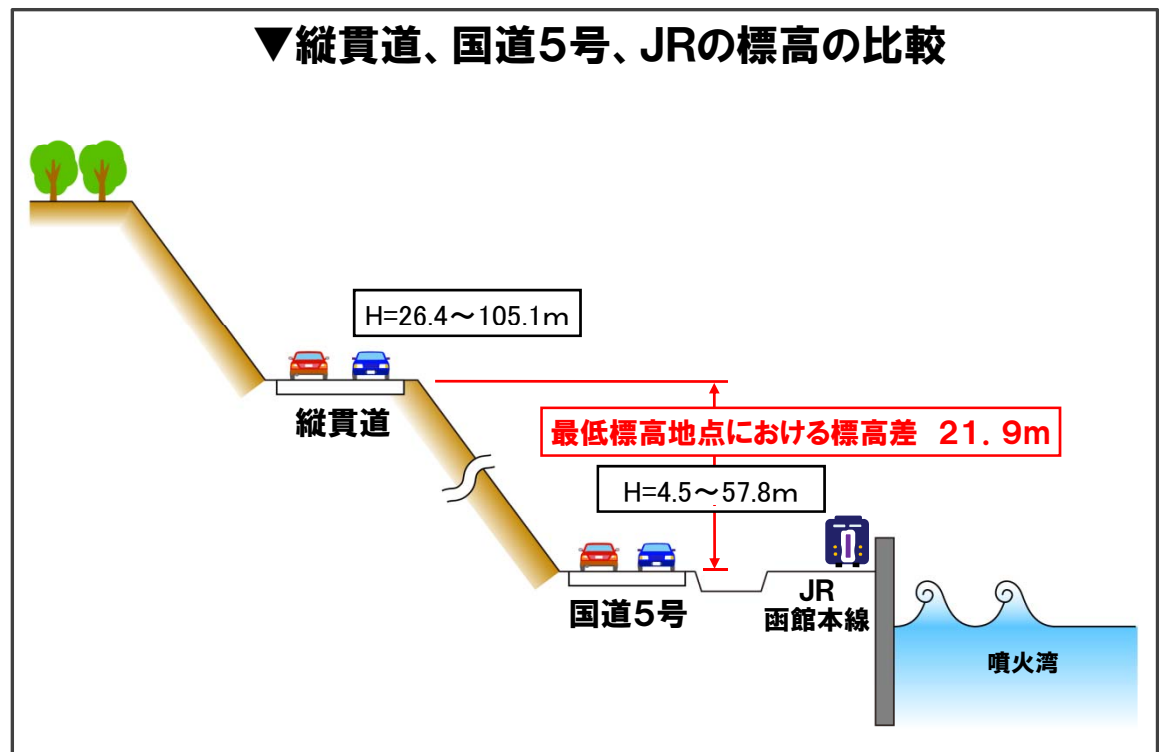 ▼縦貫道、国道5号、JRの標高の比較
H=26.4～105.1m
縦貫道
最低標高地点における標高差　21．9m
H=4.5～57.8m
国道5号
JR
函館本線
噴火湾